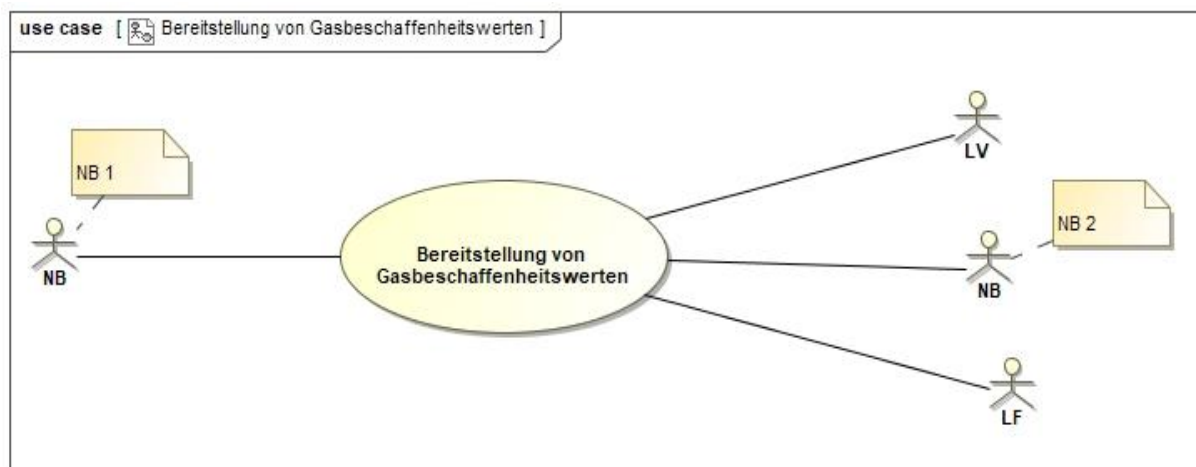 use case [ Bereitstellung von Gasbeschaffenheitswerten ]
NB 1
NB
Bereitstellung von
Gasbeschaffenheitswerten
LV
NB 2
NB
LF